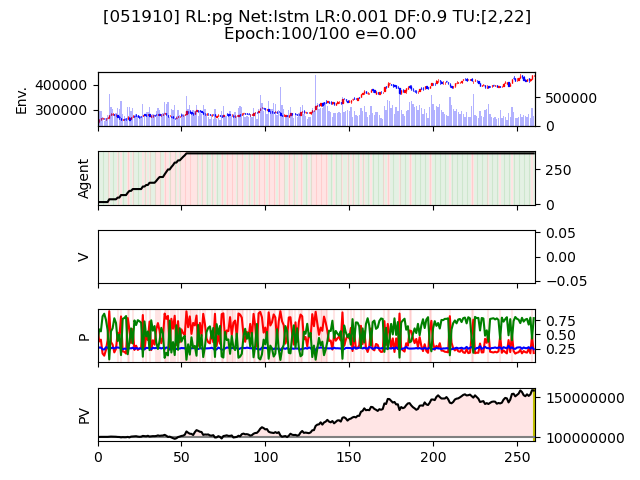 [051910] RL:pg Net:lstm LR:0.001 DF:0.9 TU:[2,22]
Epoch:100/100 e=0.00
Env.
400000
300000
500000
0
Agent
250
0
V
0.05
0.00
−0.05
P
0.75
0.50
0.25
PV
150000000
100000000
0 50 100 150 200 250